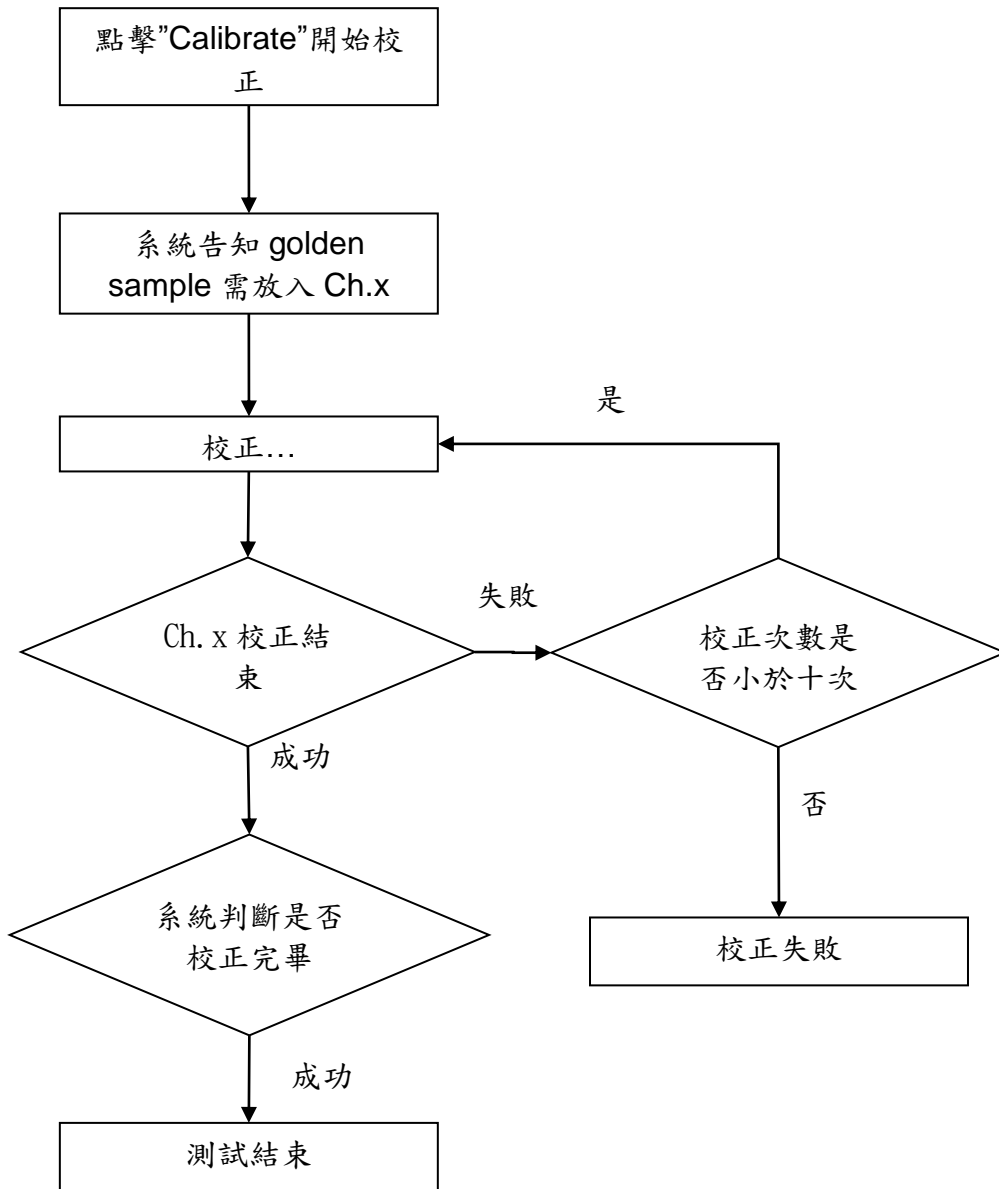 點擊”Calibrate”開始校
正
系統告知 golden
sample 需放入 Ch.x
是
校正…
失敗
Ch. x 校正結
束
校正次數是
否小於十次
成功
否
系統判斷是否
校正完畢
校正失敗
成功
測試結束